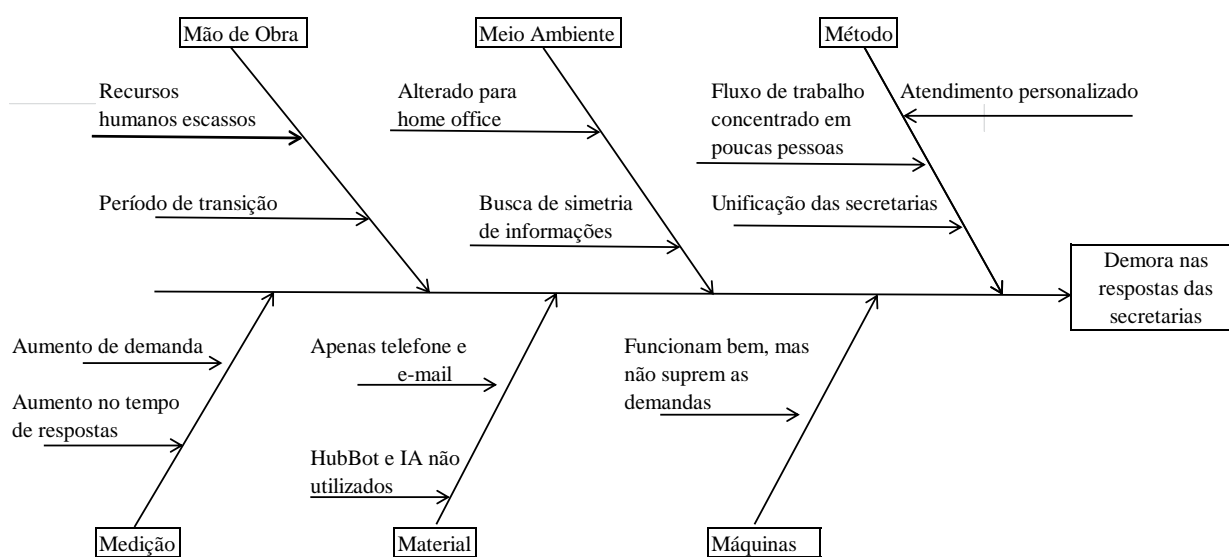 Mão de Obra
Meio Ambiente
Método
Recursos
humanos escassos
Alterado para
home office
Fluxo de trabalho
concentrado em
poucas pessoas
Atendimento personalizado
Período de transição
Busca de simetria
de informações
Unificação das secretarias
Demora nas
respostas das
secretarias
Aumento de demanda
Aumento no tempo
de respostas
Apenas telefone e
e-mail
HubBot e IA não
utilizados
Funcionam bem, mas
não suprem as
demandas
Medição
Material
Máquinas